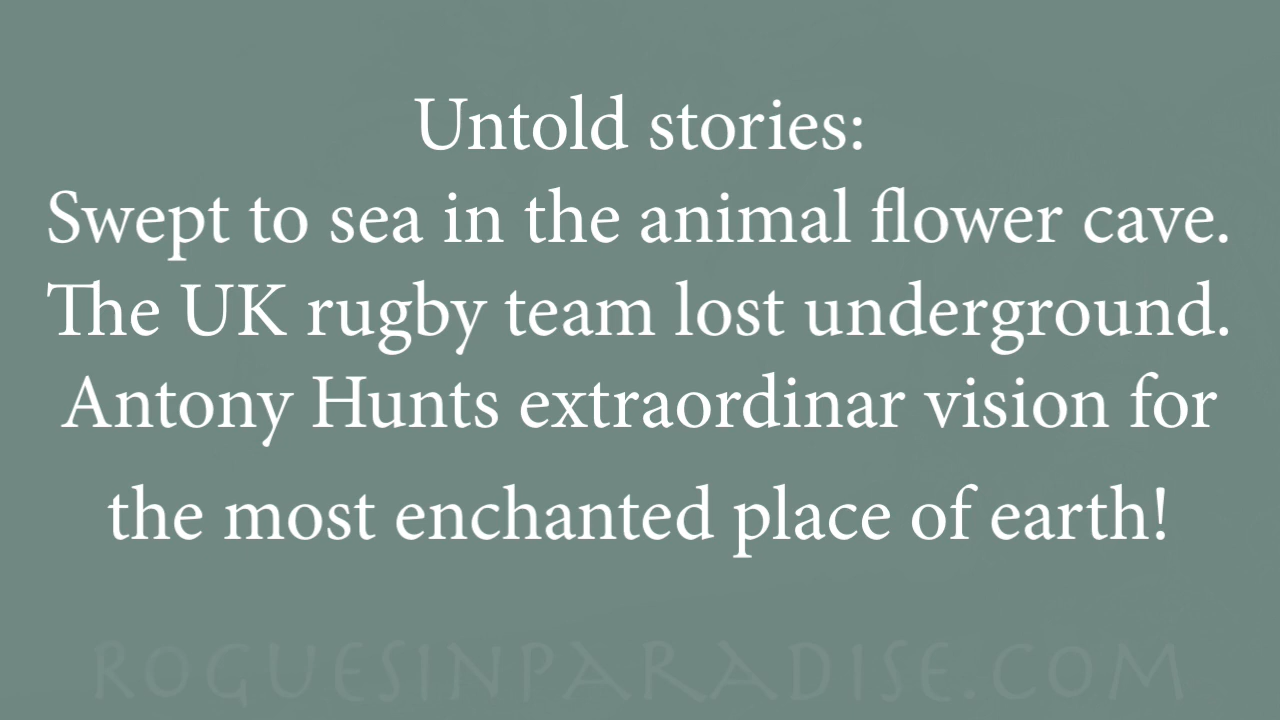 Untold stories:
Swept to sea in the animal flower cave.
The UK rugby team lost underground.
Antony Hunts extraordinar vision for
the most enchanted place of earth!
ROGUESINPARADISE.COM